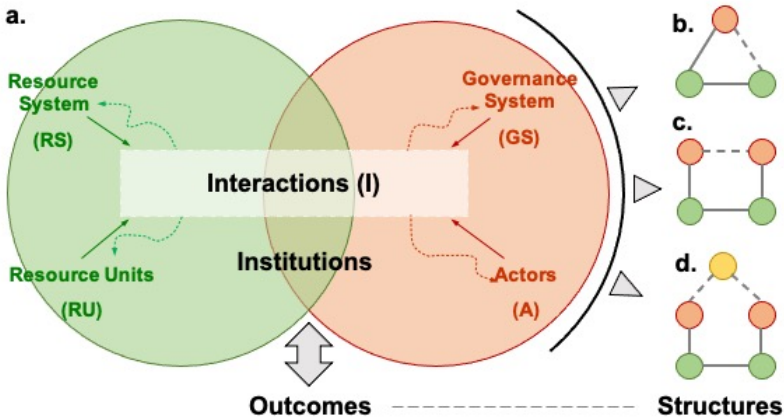 a.
Resource
System
(RS)
Governance
System
(GS)
Interactions (I)
Institutions
Resource Units
(RU)
Actors
(A)
Outcomes
Structures
b.
c.
d.